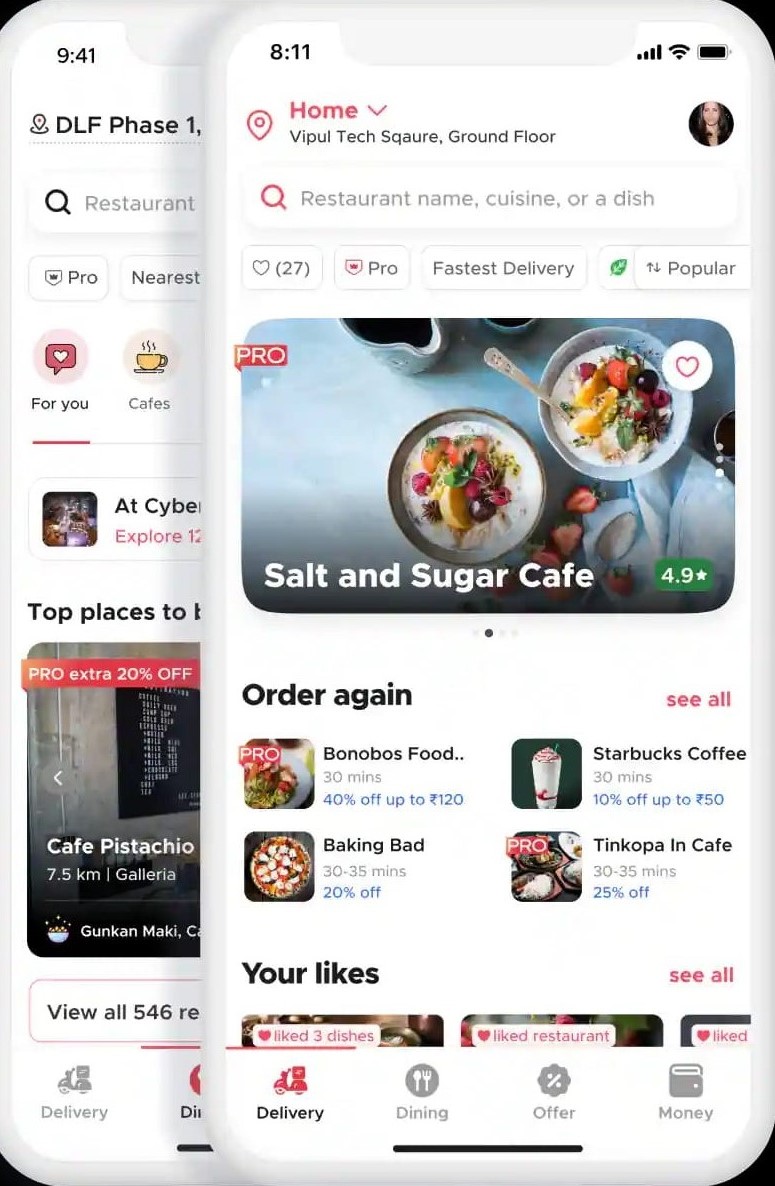 9:41
DLF Phase 1,
Restaurant
Pro
Nearest
For you
Cafes
At Cyber
Explore 12
Top places to b
PRO extra 20% OFF
Cafe Pistachio
7.5 km | Galleria
Gunkan Maki, Ca
View all 546 re
Delivery
Din
8:11
Home
Vipul Tech Sqaure, Ground Floor
Restaurant name, cuisine, or a dish
(27)
Pro
Fastest Delivery
↑↓ Popular
PRO
Salt and Sugar Cafe
4.9★
Order again
see all
PRO
Bonobos Food..
30 mins
40% off up to ₹120
Starbucks Coffee
30 mins
10% off up to ₹50
Baking Bad
30-35 mins
20% off
PRO
Tinkopa In Cafe
30-35 mins
25% off
Your likes
see all
liked 3 dishes
liked restaurant
liked
Delivery
Dining
Offer
Money